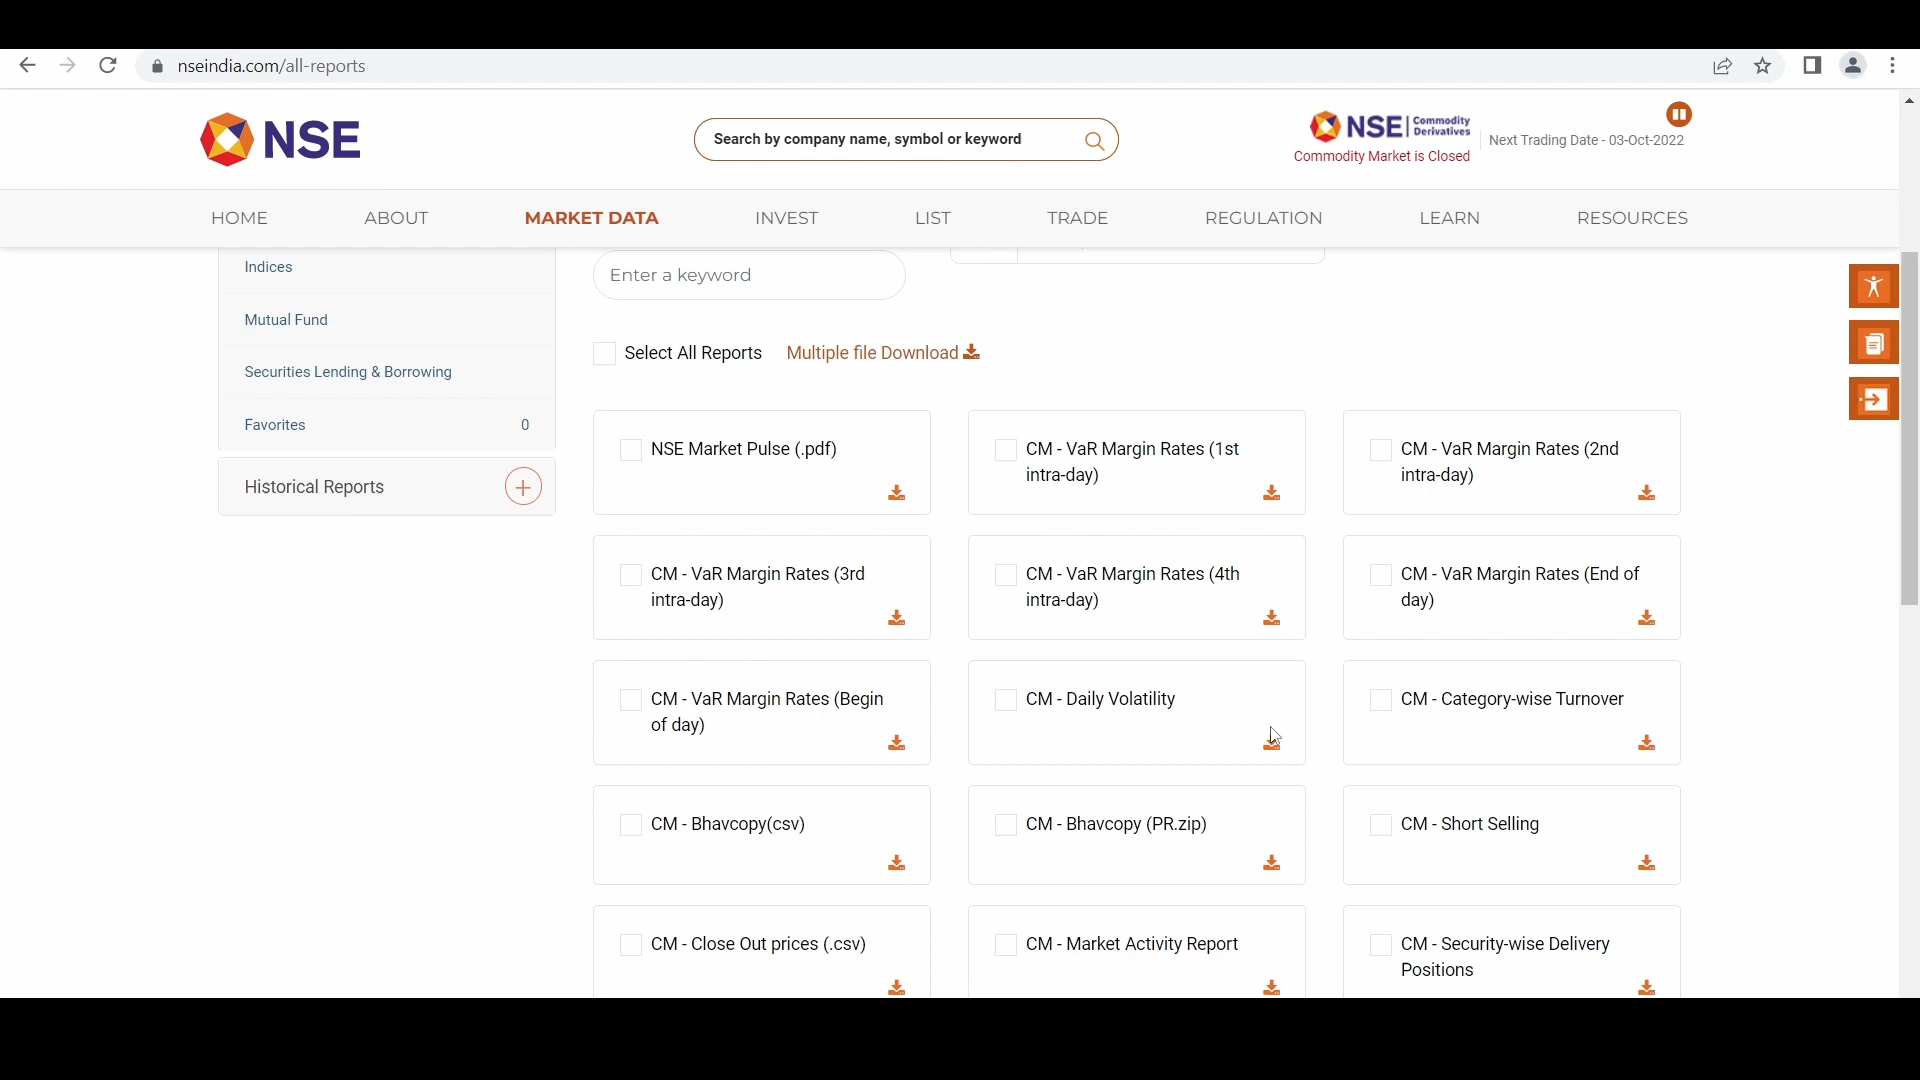 nseindia.com/all-reports
NSE
Search by company name, symbol or keyword
NSE Commodity Derivatives
Commodity Market is Closed
Next Trading Date - 03-Oct-2022
HOME ABOUT MARKET DATA INVEST LIST TRADE REGULATION LEARN RESOURCES
Indices
Mutual Fund
Securities Lending & Borrowing
Favorites 0
Historical Reports
Enter a keyword
Select All Reports Multiple file Download
NSE Market Pulse (.pdf)
CM - VaR Margin Rates (1st
intra-day)
CM - VaR Margin Rates (2nd
intra-day)
CM - VaR Margin Rates (3rd
intra-day)
CM - VaR Margin Rates (4th
intra-day)
CM - VaR Margin Rates (End of
day)
CM - VaR Margin Rates (Begin
of day)
CM - Daily Volatility
CM - Category-wise Turnover
CM - Bhavcopy(csv)
CM - Bhavcopy (PR.zip)
CM - Short Selling
CM - Close Out prices (.csv)
CM - Market Activity Report
CM - Security-wise Delivery
Positions